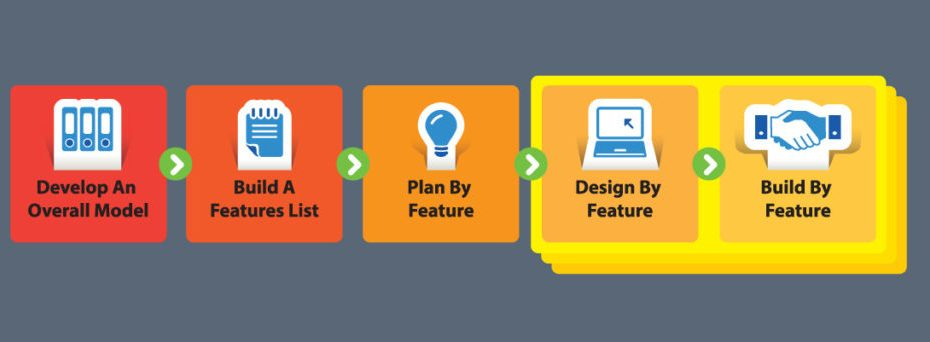 Develop An
Overall Model
Build A
Features List
Plan By
Feature
Design By
Feature
Build By
Feature